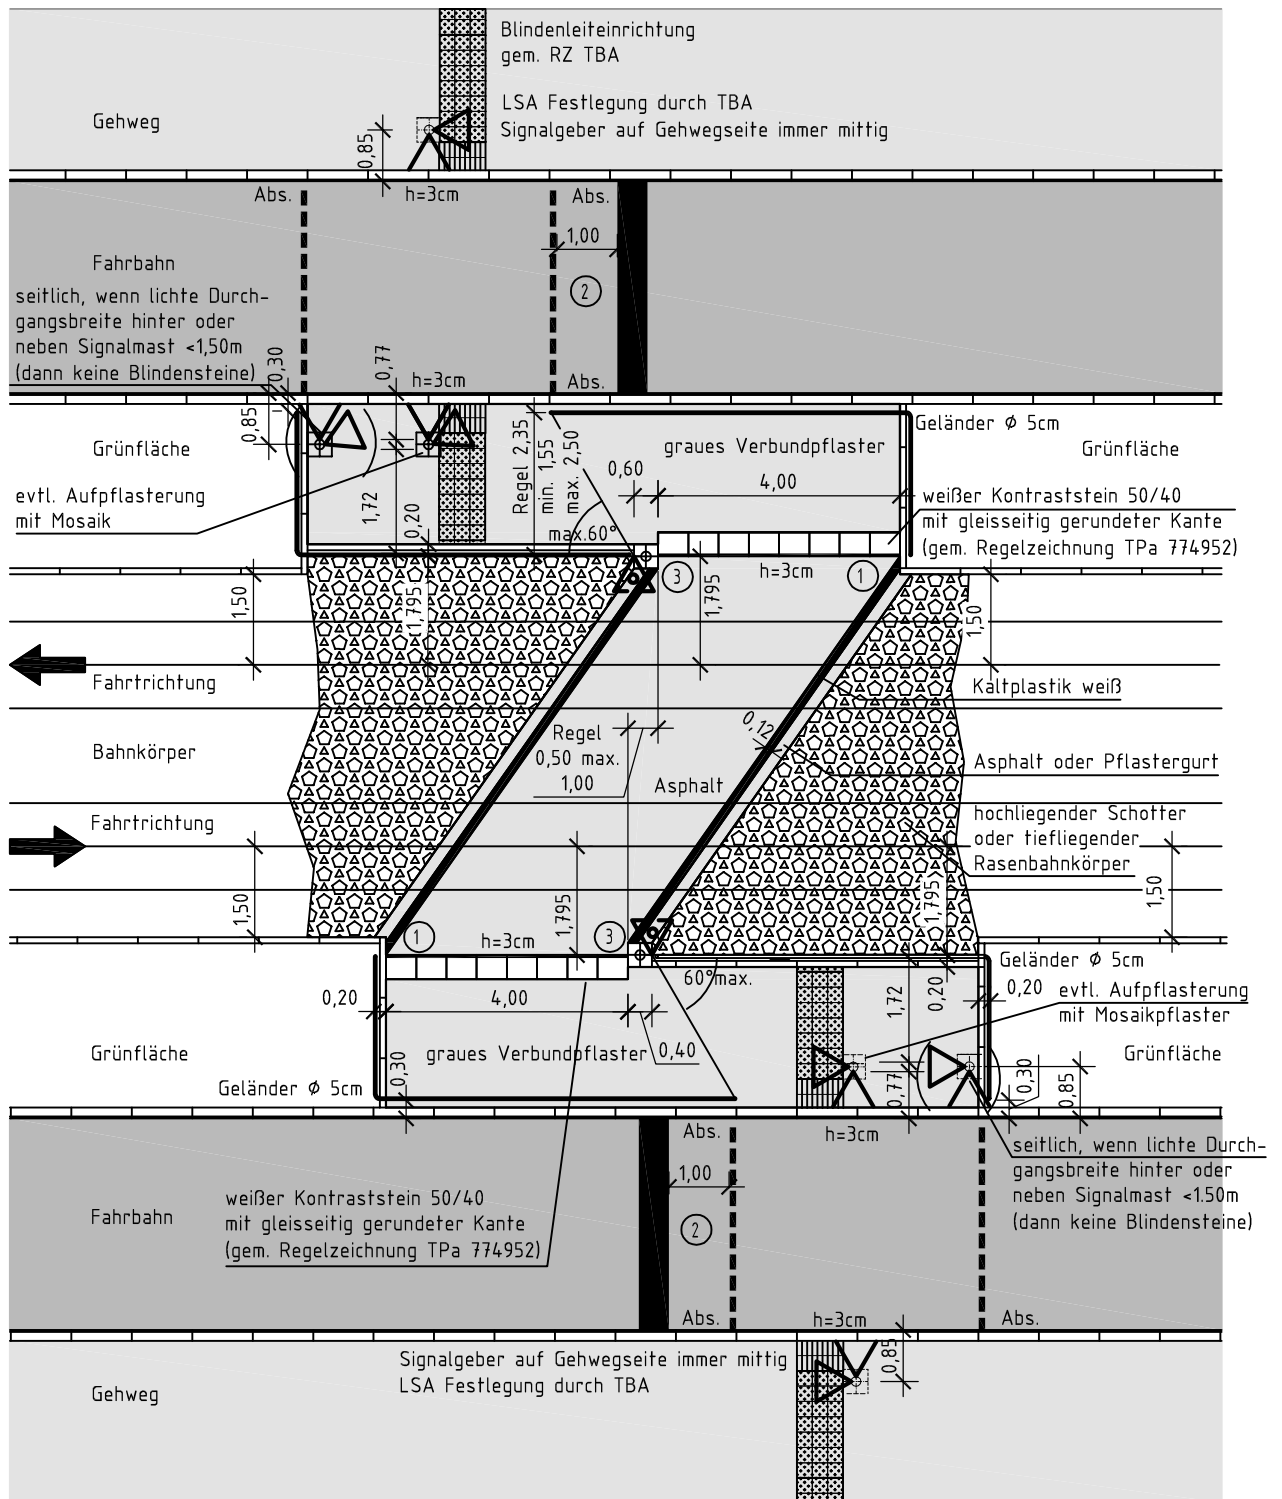 Blindenleiteinrichtung
gem. RZ TBA
LSA Festlegung durch TBA
Signalgeber auf Gehwegseite immer mittig
Gehweg
0,85
Abs.
h=3cm
Abs.
1,00
2
Fahrbahn
seitlich, wenn lichte Durch-
gangsbreite hinter oder
neben Signalmast <1,50m
(dann keine Blindensteine)
0,30
0,77
h=3cm
Abs.
0,85
Grünfläche
evtl. Aufpflasterung
mit Mosaik
1,72
0,20
Regel 2,35
min. 1,55
max. 2,50
max.60°
0,60
graues Verbundpflaster
4,00
Geländer Ø 5cm
Grünfläche
weißer Kontraststein 50/40
mit gleisseitig gerundeter Kante
(gem. Regelzeichnung TPa 774952)
3
h=3cm
1
1,50
1,795
1,795
1,50
Fahrtrichtung
Kaltplastik weiß
Bahnkörper
Regel
0,50 max.
1,00
0,12
Asphalt
Asphalt oder Pflastergurt
Fahrtrichtung
hochliegender Schotter
oder tiefliegender
Rasenbahnkörper
1,50
1,795
1,795
1,50
1
h=3cm
3
60°max.
Geländer Ø 5cm
0,20
4,00
0,40
1,72
0,20
0,20
evtl. Aufpflasterung
mit Mosaikpflaster
Grünfläche
graues Verbundpflaster
Grünfläche
Geländer Ø 5cm
0,30
0,77
0,30
0,85
Abs.
h=3cm
1,00
seitlich, wenn lichte Durch-
gangsbreite hinter oder
neben Signalmast <1.50m
(dann keine Blindensteine)
weißer Kontraststein 50/40
mit gleisseitig gerundeter Kante
(gem. Regelzeichnung TPa 774952)
Fahrbahn
2
Abs.
h=3cm
Abs.
Signalgeber auf Gehwegseite immer mittig
LSA Festlegung durch TBA
0,85
Gehweg